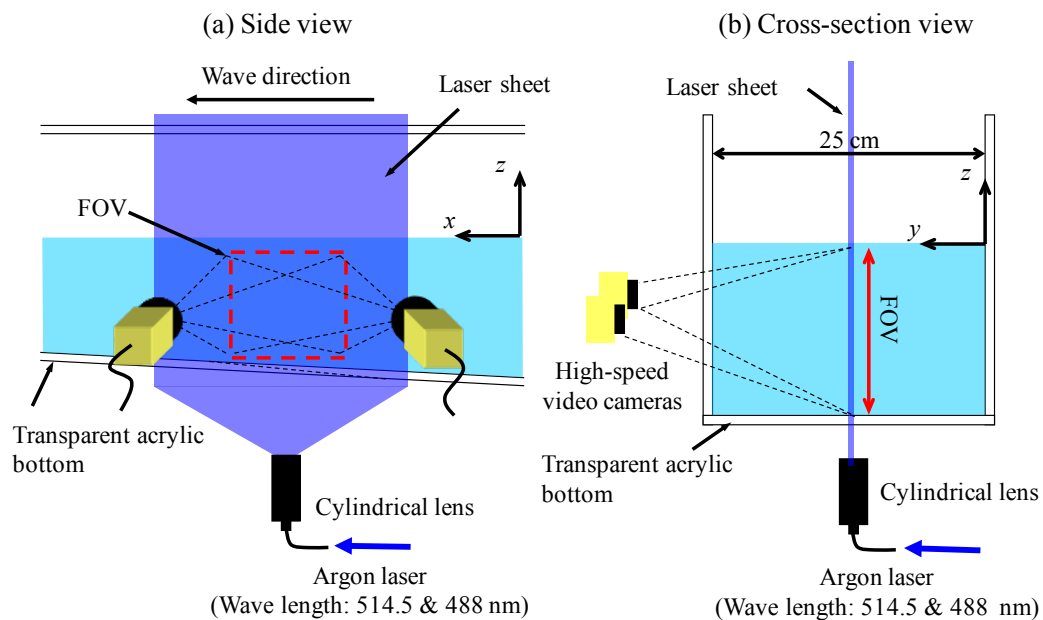 (a) Side view
Wave direction
Laser sheet
z
FOV
x
Transparent acrylic
bottom
Cylindrical lens
Argon laser
(Wave length: 514.5 & 488 nm)
(b) Cross-section view
Laser sheet
25 cm
z
y
FOV
High-speed
video cameras
Transparent acrylic
bottom
Cylindrical lens
Argon laser
(Wave length: 514.5 & 488 nm)